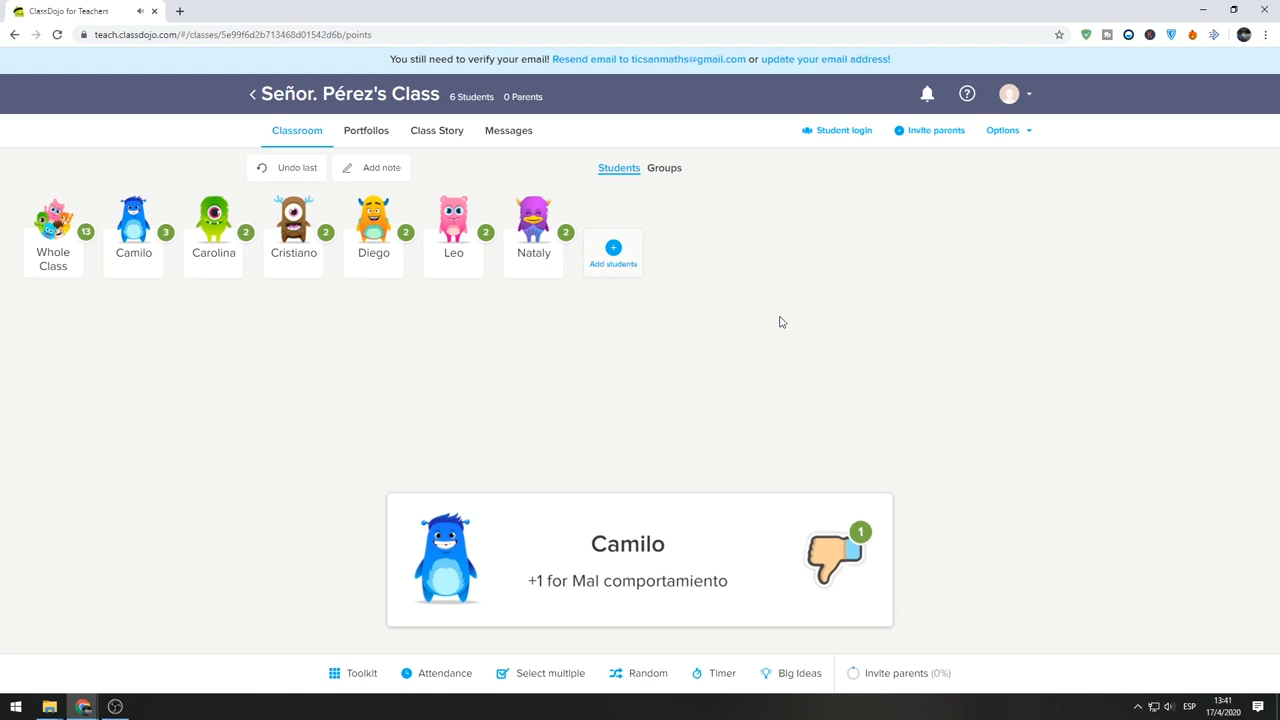 ClassDojo for Teachers
teach.classdojo.com/#/classes/5e99f6d2b713468d01542d6b/points
You still need to verify your email! Resend email to ticsanmaths@gmail.com or update your email address!
Señor. Pérez's Class 6 Students 0 Parents
Classroom Portfolios Class Story Messages Student login Invite parents Options
Undo last Add note Students Groups
13 3 2 2 2 2 2
Whole Class Camilo Carolina Cristiano Diego Leo Nataly Add students
1
Camilo
+1 for Mal comportamiento
Toolkit Attendance Select multiple Random Timer Big Ideas Invite parents (0%)
13:41
ESP
17/4/2020